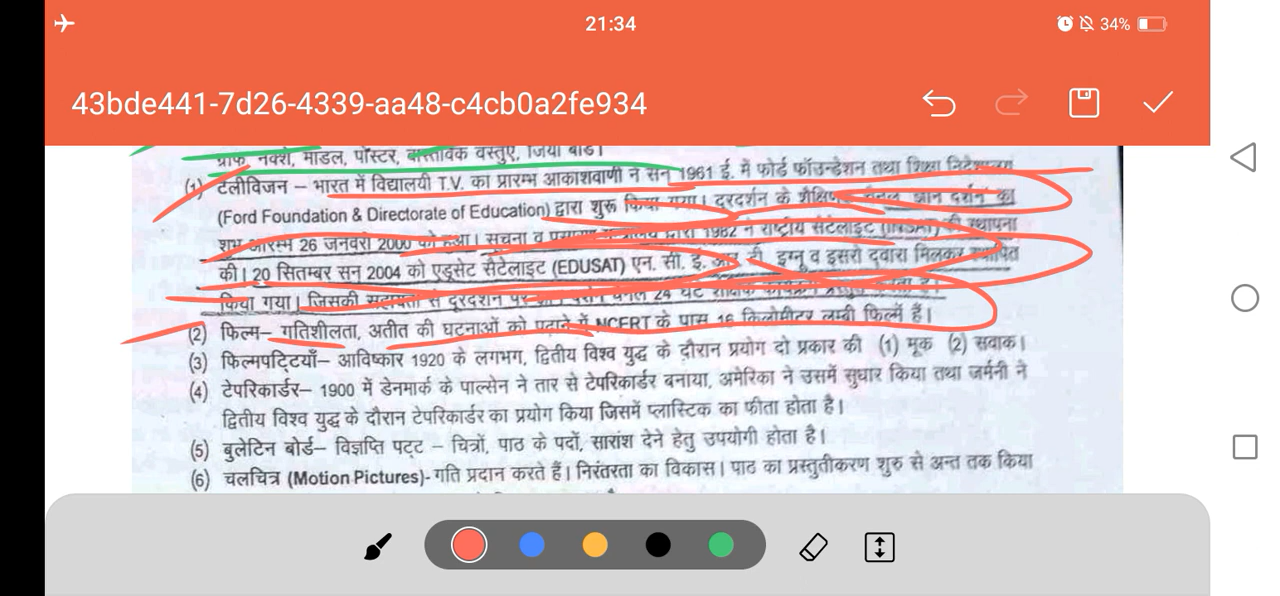 21:34
34%
43bde441-7d26-4339-aa48-c4cb0a2fe934
ग्राफ, नक्शे, मॉडल, पोस्टर, वास्तविक वस्तुएं,
(1) टेलीविजन – भारत में विद्यालयी T.V. का प्रारम्भ आकाशवाणी ने सन् 1961 ई. में फोर्ड फॉउन्डेशन तथा शिक्षा निदेशालय
(Ford Foundation & Directorate of Education) द्वारा शुरू किया गया। दूरदर्शन के शैक्षिणक चैनल ज्ञान दर्शन का
शुभ आरम्भ 26 जनवरी 2000 को हुआ। सूचना व द्वारा 1982 ने राष्ट्रीय सैटेलाइट (INSAT) की स्थापना
की। 20 सितम्बर सन् 2004 को एडूसेट सैटेलाइट (EDUSAT) एन. सी. ई. आर टी, इग्नू व इसरो द्वारा मिलकर स्थापित
किया गया। जिसकी सहायता से दूरदर्शन पर चैनल 24 घंटे
(2) फिल्म– गतिशीलता, अतीत की घटनाओं को पढ़ाने में NCERT के पास 16 किलोमीटर लम्बी फिल्में हैं।
(3) फिल्मपट्टियाँ– आविष्कार 1920 के लगभग, द्वितीय विश्व युद्ध के दौरान प्रयोग दो प्रकार की (1) मूक (2) सवाक।
(4) टेपरिकार्डर– 1900 में डेनमार्क के पाल्सेन ने तार से टेपरिकार्डर बनाया, अमेरिका ने उसमें सुधार किया तथा जर्मनी ने
द्वितीय विश्व युद्ध के दौरान टेपरिकार्डर का प्रयोग किया जिसमें प्लास्टिक का फीता होता है।
(5) बुलेटिन बोर्ड– विज्ञप्ति पट्ट – चित्रों, पाठ के पदों, सारांश देने हेतु उपयोगी होता है।
(6) चलचित्र (Motion Pictures)- गति प्रदान करते हैं। निरंतरता का विकास। पाठ का प्रस्तुतीकरण शुरु से अन्त तक किया